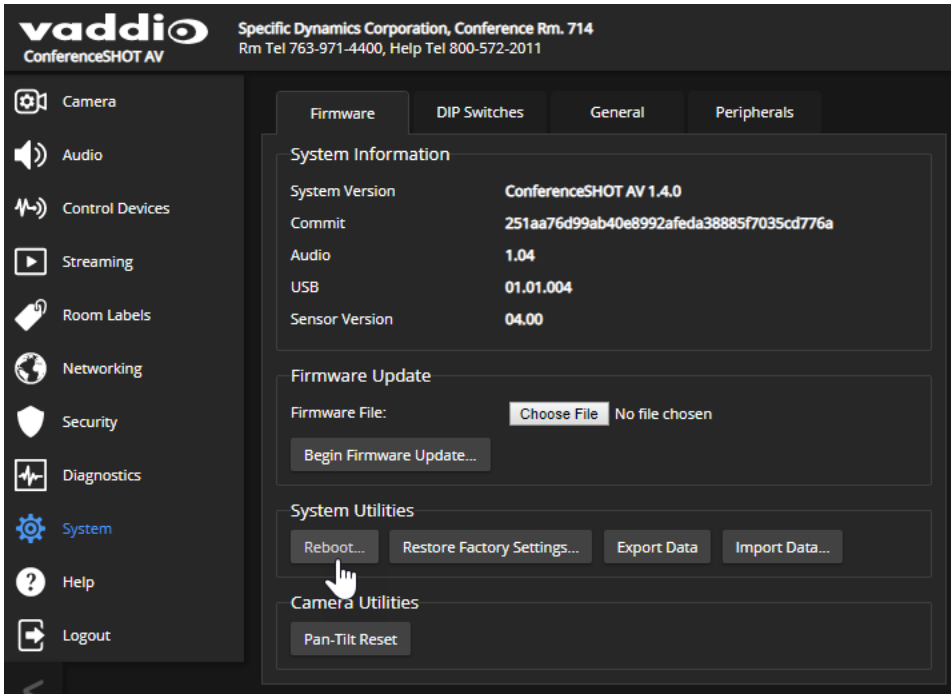 vaddio
ConferenceSHOT AV
Specific Dynamics Corporation, Conference Rm. 714
Rm Tel 763-971-4400, Help Tel 800-572-2011
Camera
Audio
Control Devices
Streaming
Room Labels
Networking
Security
Diagnostics
System
Help
Logout
Firmware DIP Switches General Peripherals
System Information
System Version ConferenceSHOT AV 1.4.0
Commit 251aa76d99ab40e8992afeda38885f7035cd776a
Audio 1.04
USB 01.01.004
Sensor Version 04.00
Firmware Update
Firmware File: Choose File No file chosen
Begin Firmware Update...
System Utilities
Reboot... Restore Factory Settings... Export Data Import Data...
Camera Utilities
Pan-Tilt Reset